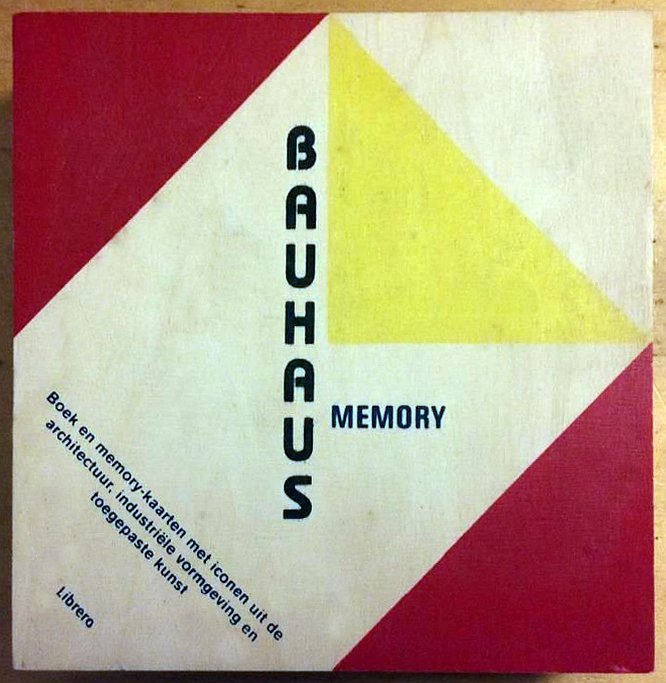 BAUHAUS
MEMORY
Boek en memory-kaarten met iconen uit de
architectuur, industriële vormgeving en
toegepaste kunst
Librero